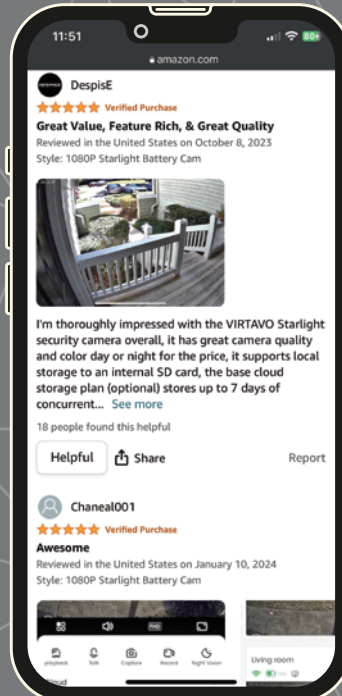 11:51
80+
amazon.com
DespisE
Verified Purchase
Great Value, Feature Rich, & Great Quality
Reviewed in the United States on October 8, 2023
Style: 1080P Starlight Battery Cam
I'm thoroughly impressed with the VIRTAVO Starlight
security camera overall, it has great camera quality
and color day or night for the price, it supports local
storage to an internal SD card, the base cloud
storage plan (optional) stores up to 7 days of
concurrent... See more
18 people found this helpful
Helpful
Share
Report
Chaneal001
Verified Purchase
Awesome
Reviewed in the United States on January 10, 2024
Style: 1080P Starlight Battery Cam
FHD
playback
Talk
Capture
Record
Night Vision
Living room